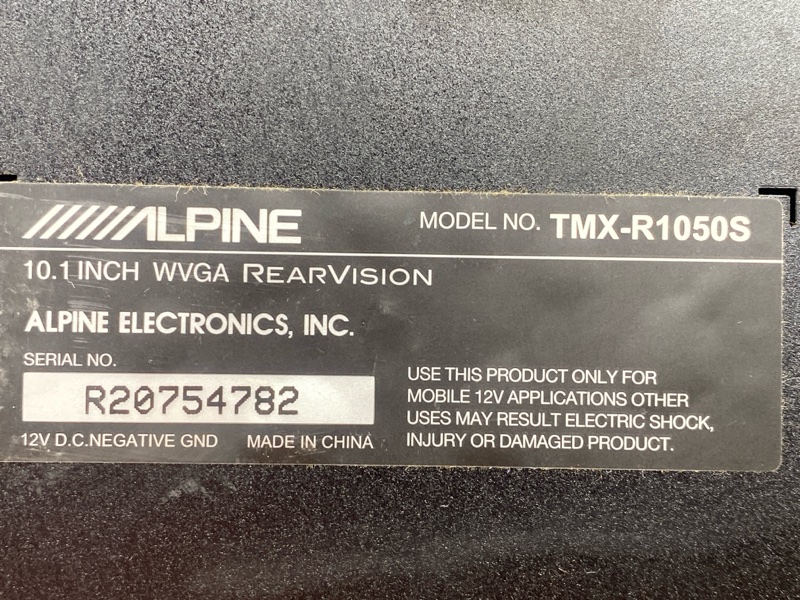 ALPINE MODEL NO. TMX-R1050S
10.1 INCH WVGA REARVISION
ALPINE ELECTRONICS, INC.
SERIAL NO.
R20754782
12V D.C.NEGATIVE GND MADE IN CHINA
USE THIS PRODUCT ONLY FOR
MOBILE 12V APPLICATIONS OTHER
USES MAY RESULT ELECTRIC SHOCK,
INJURY OR DAMAGED PRODUCT.